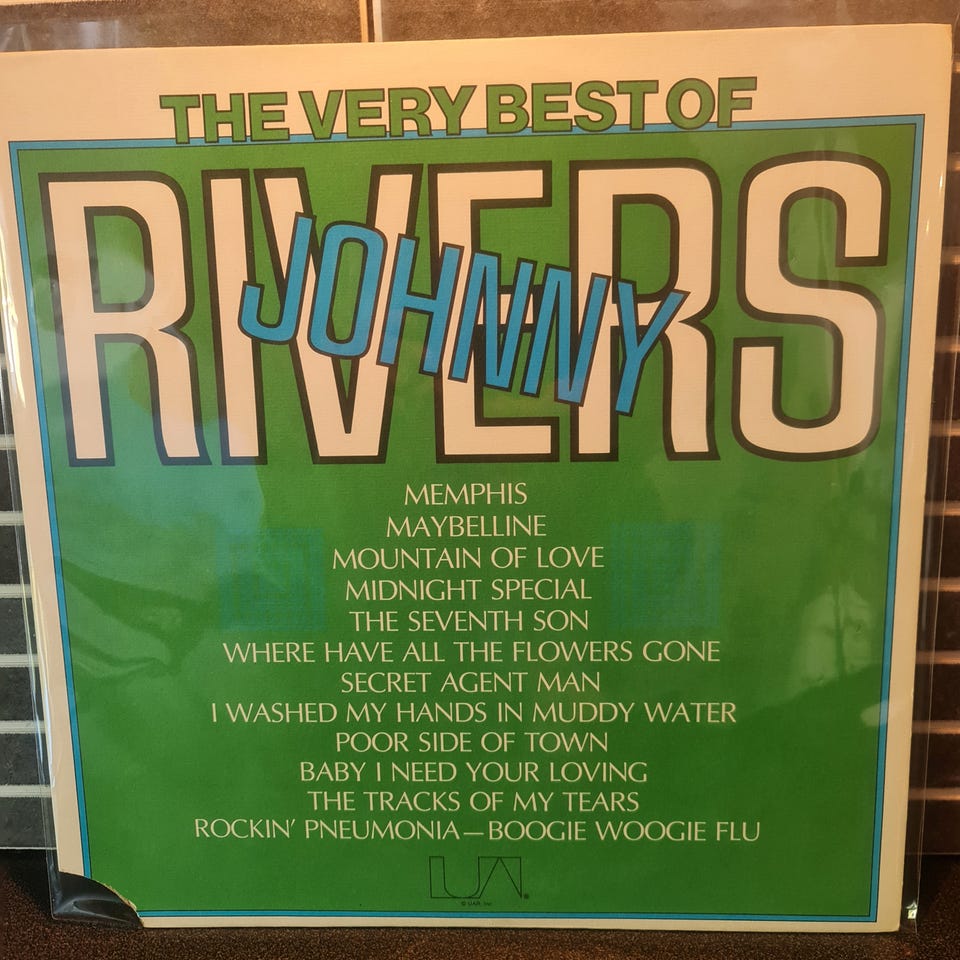 THE VERY BEST OF
RIVERS
JOHNNY
MEMPHIS
MAYBELLINE
MOUNTAIN OF LOVE
MIDNIGHT SPECIAL
THE SEVENTH SON
WHERE HAVE ALL THE FLOWERS GONE
SECRET AGENT MAN
I WASHED MY HANDS IN MUDDY WATER
POOR SIDE OF TOWN
BABY I NEED YOUR LOVING
THE TRACKS OF MY TEARS
ROCKIN' PNEUMONIA—BOOGIE WOOGIE FLU
UA®
© UAR, Inc.